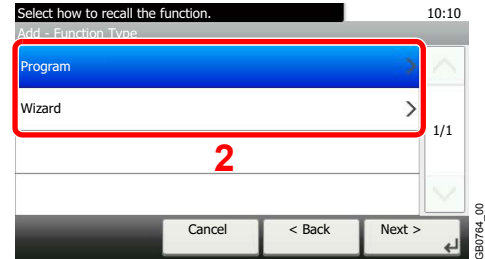 Select how to recall the function. 10:10
Add - Function Type
Program
Wizard
1/1
2
Cancel < Back Next >
GB0764_00